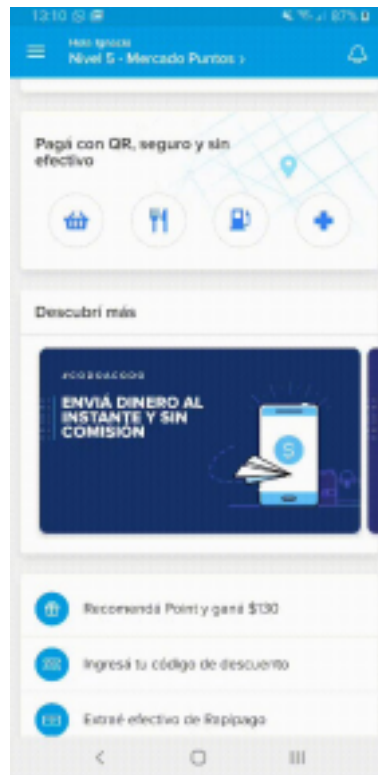 13:10
87%
Hola Ignacio
Nivel 5 - Mercado Puntos >
Pagá con QR, seguro y sin
efectivo
Descubrí más
#CODOACODO
ENVIÁ DINERO AL
INSTANTE Y SIN
COMISIÓN
Recomendá Point y ganá $130
Ingresá tu código de descuento
Extraé efectivo de Rapipago